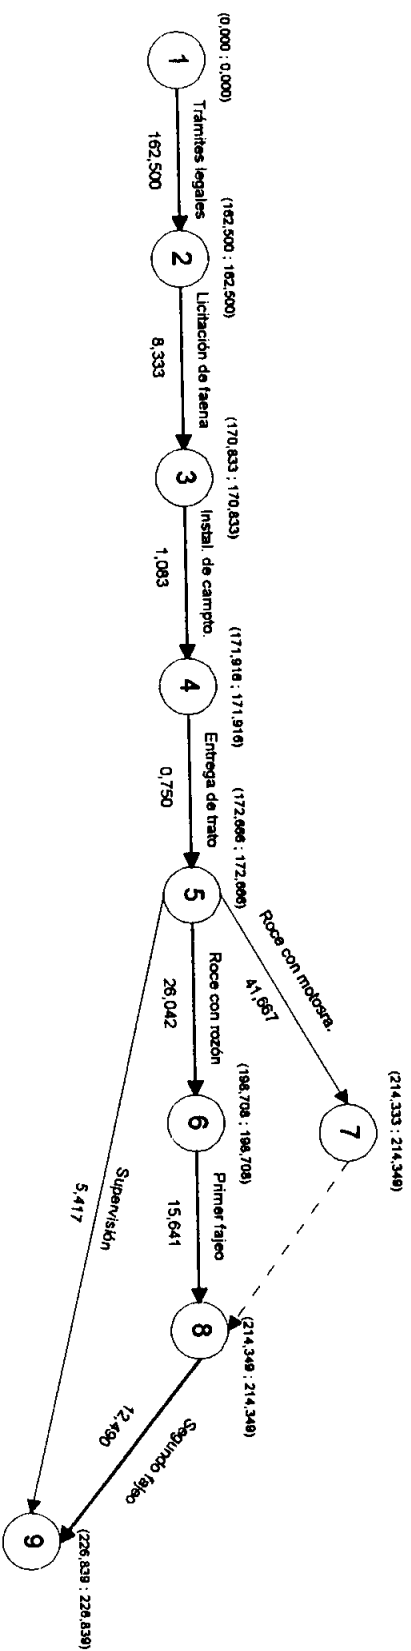 (0,000 ; 0,000)
1
Trámites legales
162,500
(162,500 ; 162,500)
2
Licitación de faena
8,333
(170,833 ; 170,833)
3
Instal. de campto.
1,083
(171,916 ; 171,916)
4
Entrega de trato
0,750
(172,666 ; 172,666)
5
Roce con motosra.
41,667
(214,333 ; 214,349)
7
Roce con rozón
26,042
(198,708 ; 198,708)
6
Primer fajeo
15,641
(214,349 ; 214,349)
8
Supervisión
5,417
Segundo fajeo
12,490
(226,839 ; 226,839)
9